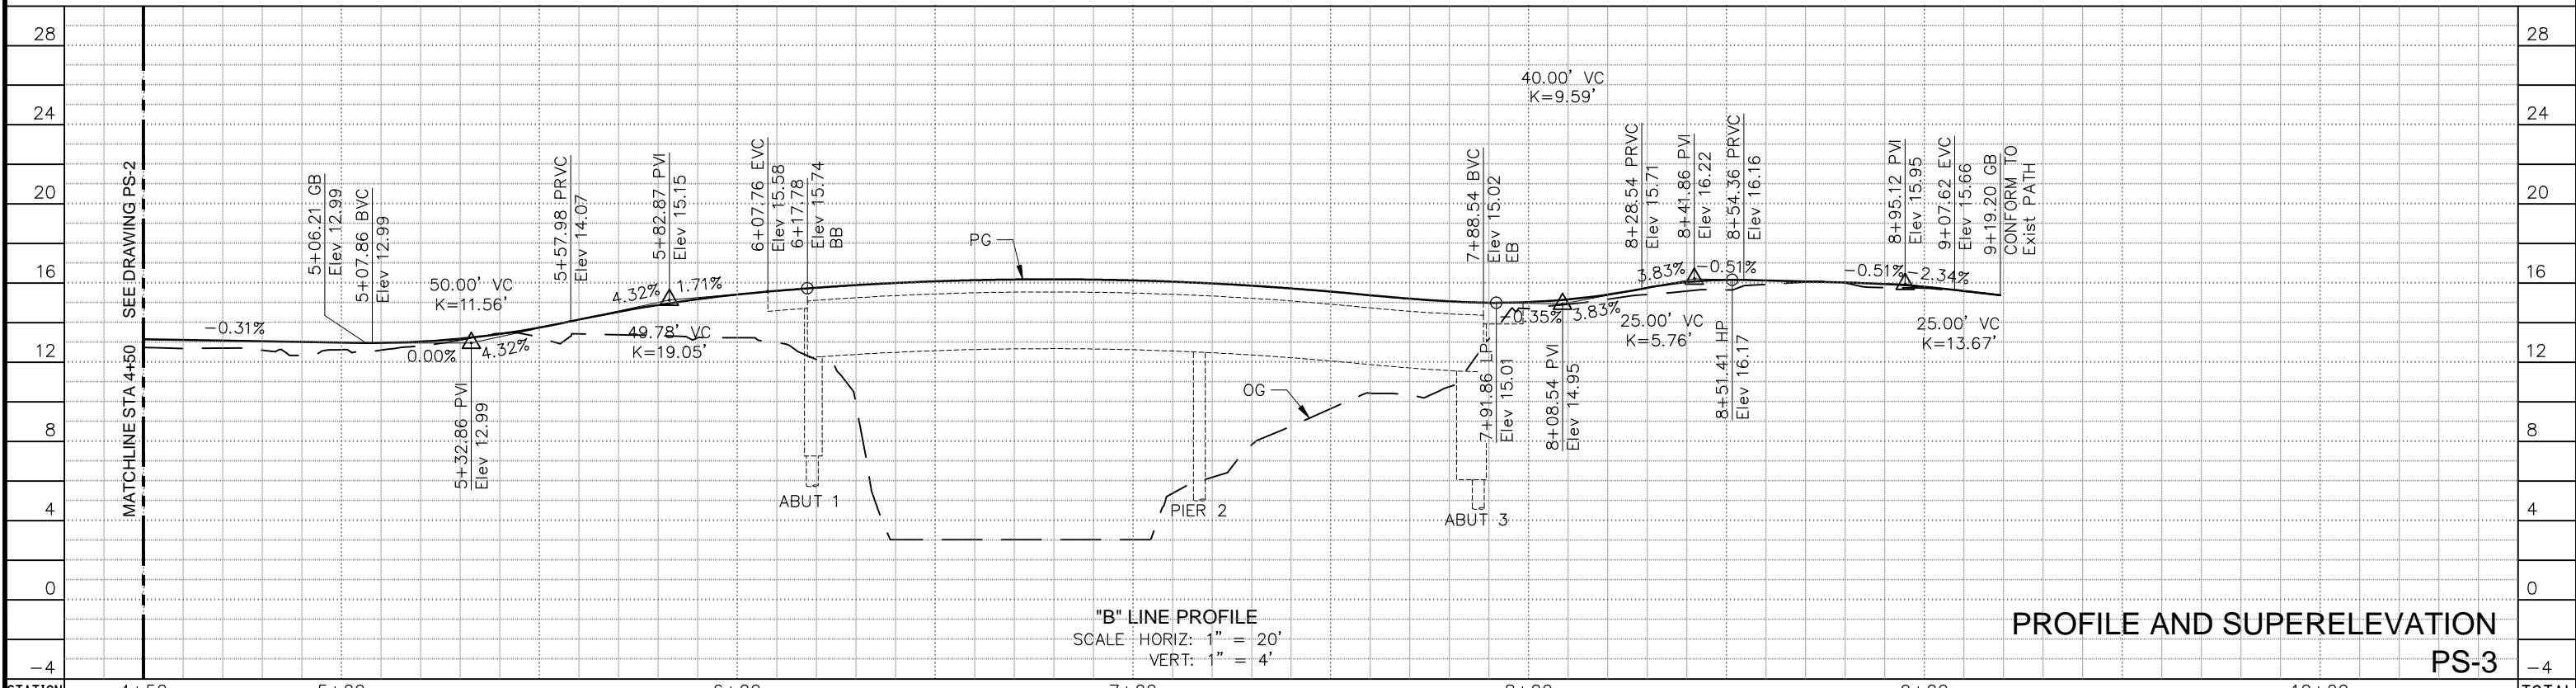 28
24
20
16
12
8
4
0
−4
MATCHLINE STA 4+50 SEE DRAWING PS-2
−0.31%
5+06.21 GB
Elev 12.99
5+07.86 BVC
Elev 12.99
50.00' VC
K=11.56'
0.00%
4.32%
5+32.86 PVI
Elev 12.99
5+57.98 PRVC
Elev 14.07
4.32%
1.71%
5+82.87 PVI
Elev 15.15
49.78' VC
K=19.05'
6+07.76 EVC
Elev 15.58
6+17.78
Elev 15.74
BB
ABUT 1
PG
OG
PIER 2
ABUT 3
7+88.54 BVC
Elev 15.02
EB
7+91.86 LP
Elev 15.01
40.00' VC
K=9.59'
−0.35%
3.83%
8+08.54 PVI
Elev 14.95
8+28.54 PRVC
Elev 15.71
25.00' VC
K=5.76'
3.83%
−0.51%
8+41.86 PVI
Elev 16.22
8+54.36 PRVC
Elev 16.16
8+51.41 HP
Elev 16.17
−0.51%
−2.34%
8+95.12 PVI
Elev 15.95
9+07.62 EVC
Elev 15.66
25.00' VC
K=13.67'
9+19.20 GB
CONFORM TO
Exist PATH
28
24
20
16
12
8
4
0
−4
"B" LINE PROFILE
SCALE HORIZ: 1" = 20'
VERT: 1" = 4'
PROFILE AND SUPERELEVATION
PS-3